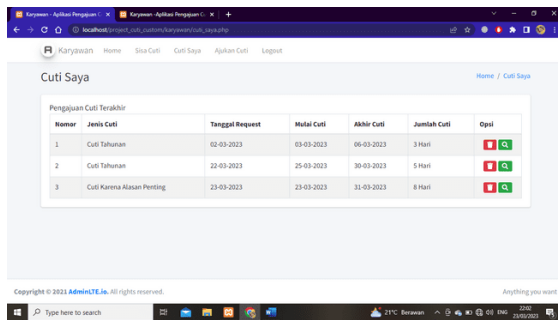 Karyawan - Aplikasi Pengajuan C
Karyawan - Aplikasi Pengajuan Cu
localhost/project_cuti_custom/karyawan/cuti_saya.php
Karyawan Home Sisa Cuti Cuti Saya Ajukan Cuti Logout
Cuti Saya
Home / Cuti Saya
Pengajuan Cuti Terakhir
Nomor Jenis Cuti Tanggal Request Mulai Cuti Akhir Cuti Jumlah Cuti Opsi
1 Cuti Tahunan 02-03-2023 03-03-2023 06-03-2023 3 Hari
2 Cuti Tahunan 22-03-2023 25-03-2023 30-03-2023 5 Hari
3 Cuti Karena Alasan Penting 23-03-2023 23-03-2023 31-03-2023 8 Hari
Copyright © 2021 AdminLTE.io. All rights reserved.
Anything you want
Type here to search
21°C Berawan
ENG
22:02
23/03/2023